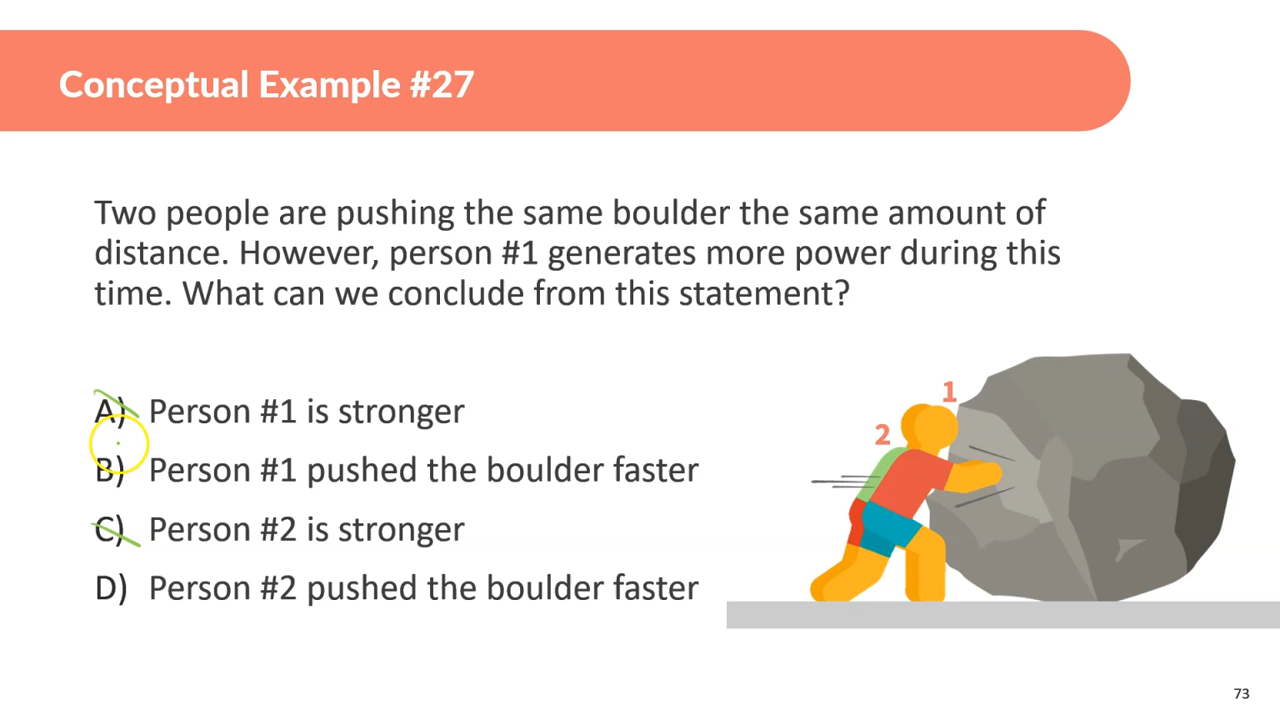 Conceptual Example #27
Two people are pushing the same boulder the same amount of
distance. However, person #1 generates more power during this
time. What can we conclude from this statement?
A) Person #1 is stronger
B) Person #1 pushed the boulder faster
C) Person #2 is stronger
D) Person #2 pushed the boulder faster
1
2
73